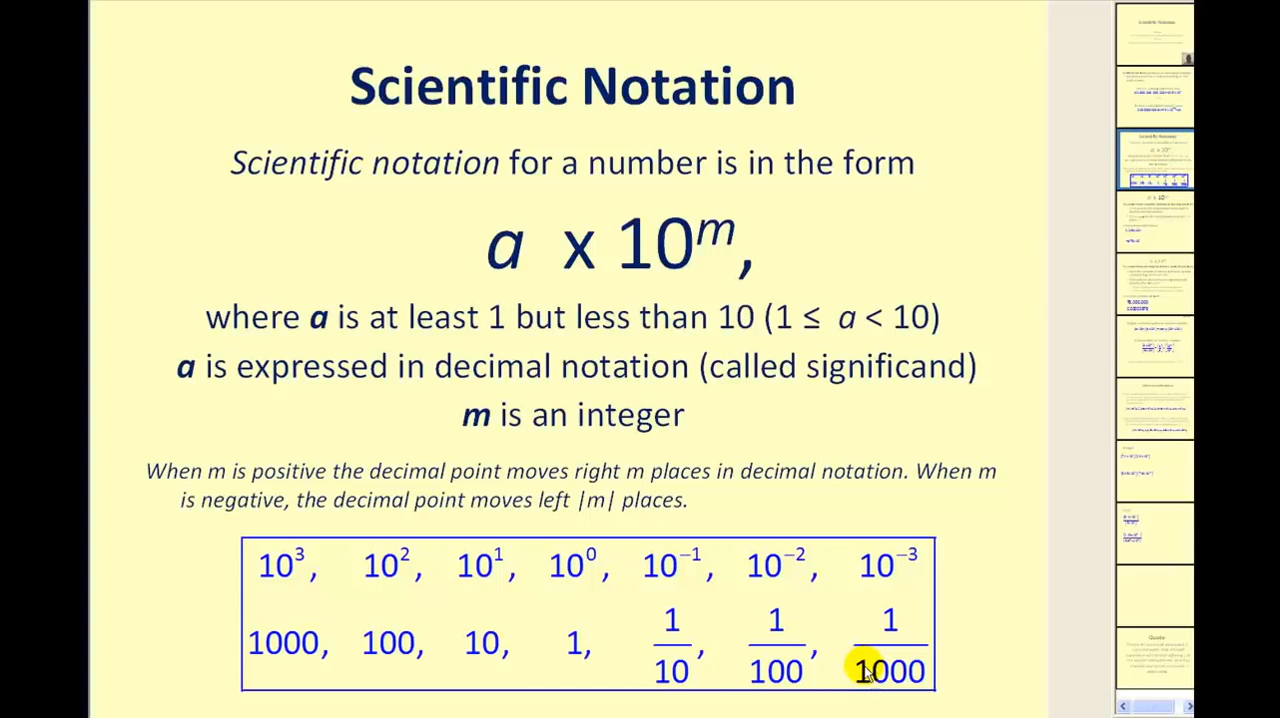 Scientific Notation
Scientific notation for a number is in the form
a x 10^m,
where a is at least 1 but less than 10 (1 ≤ a < 10)
a is expressed in decimal notation (called significand)
m is an integer
When m is positive the decimal point moves right m places in decimal notation. When m
is negative, the decimal point moves left |m| places.
10³, 10², 10¹, 10⁰, 10⁻¹, 10⁻², 10⁻³
1000, 100, 10, 1, 1/10, 1/100, 1/1000